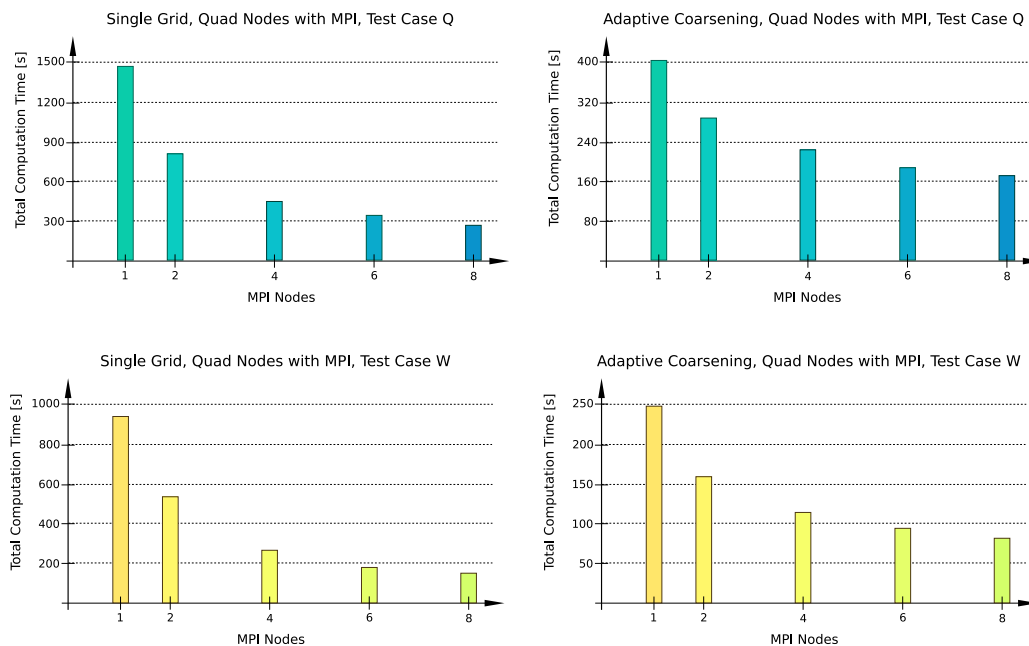 Single Grid, Quad Nodes with MPI, Test Case Q
Total Computation Time [s]
1500
1200
900
600
300
1 2 4 6 8
MPI Nodes
Adaptive Coarsening, Quad Nodes with MPI, Test Case Q
Total Computation Time [s]
400
320
240
160
80
1 2 4 6 8
MPI Nodes
Single Grid, Quad Nodes with MPI, Test Case W
Total Computation Time [s]
1000
800
600
400
200
1 2 4 6 8
MPI Nodes
Adaptive Coarsening, Quad Nodes with MPI, Test Case W
Total Computation Time [s]
250
200
150
100
50
1 2 4 6 8
MPI Nodes